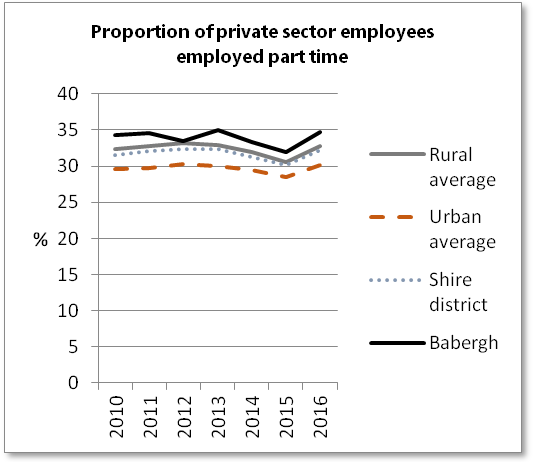 Proportion of private sector employees
employed part time
40
35
30
25
20
15
10
5
0
%
2010
2011
2012
2013
2014
2015
2016
Rural
average
Urban
average
Shire
district
Babergh